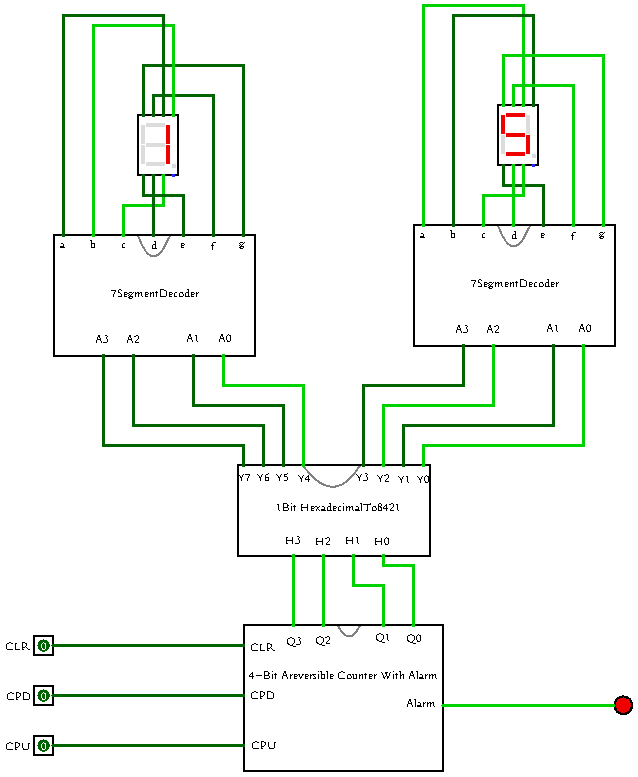 a b c d e f g
7SegmentDecoder
A3 A2 A1 A0
a b c d e f g
7SegmentDecoder
A3 A2 A1 A0
Y7 Y6 Y5 Y4 Y3 Y2 Y1 Y0
1Bit HexadecimalTo8421
H3 H2 H1 H0
Q3 Q2 Q1 Q0
CLR 0 CLR
4-Bit Areversible Counter With Alarm
CPD 0 CPD
Alarm
CPU 0 CPU